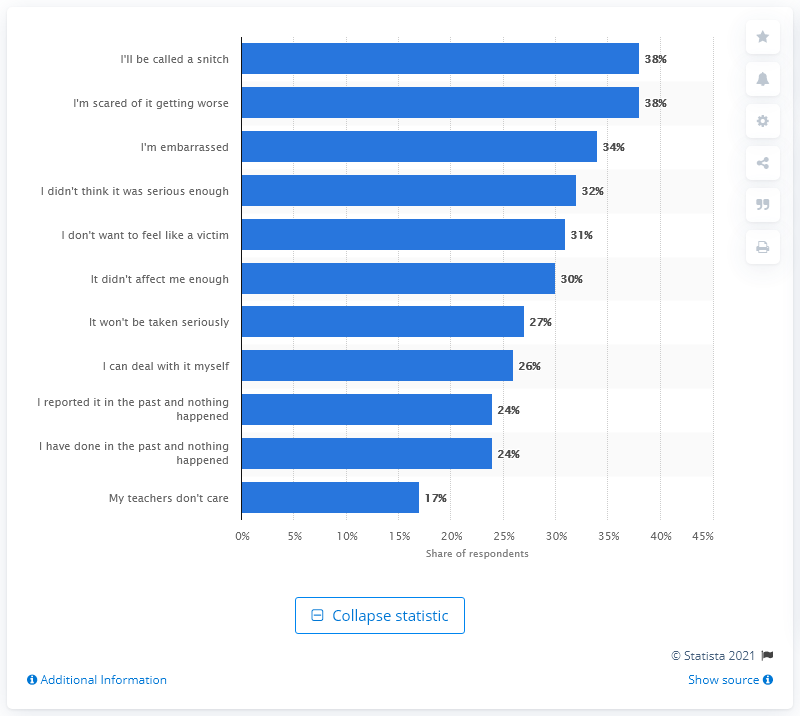 I'll be called a snitch
38%
I'm scared of it getting worse
38%
I'm embarrassed
34%
I didn't think it was serious enough
32%
I don't want to feel like a victim
31%
It didn't affect me enough
30%
It won't be taken seriously
27%
I can deal with it myself
26%
I reported it in the past and nothing
happened
24%
I have done in the past and nothing
happened
24%
My teachers don't care
17%
0% 5% 10% 15% 20% 25% 30% 35% 40% 45%
Share of respondents
Collapse statistic
© Statista 2021
Additional Information
Show source